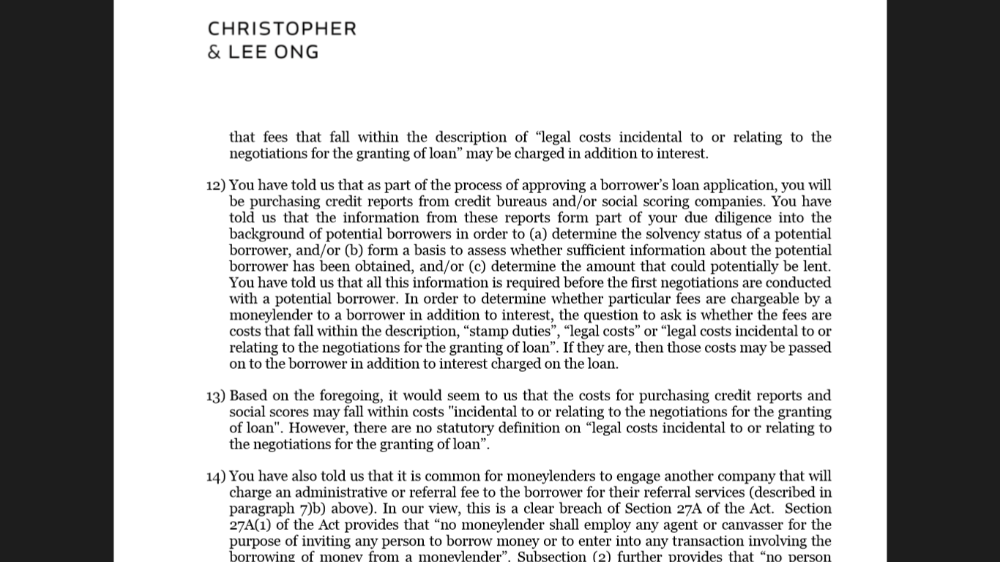 CHRISTOPHER
& LEE ONG
that fees that fall within the description of “legal costs incidental to or relating to the
negotiations for the granting of loan” may be charged in addition to interest.
12) You have told us that as part of the process of approving a borrower’s loan application, you will
be purchasing credit reports from credit bureaus and/or social scoring companies. You have
told us that the information from these reports form part of your due diligence into the
background of potential borrowers in order to (a) determine the solvency status of a potential
borrower, and/or (b) form a basis to assess whether sufficient information about the potential
borrower has been obtained, and/or (c) determine the amount that could potentially be lent.
You have told us that all this information is required before the first negotiations are conducted
with a potential borrower. In order to determine whether particular fees are chargeable by a
moneylender to a borrower in addition to interest, the question to ask is whether the fees are
costs that fall within the description, “stamp duties”, “legal costs” or “legal costs incidental to or
relating to the negotiations for the granting of loan”. If they are, then those costs may be passed
on to the borrower in addition to interest charged on the loan.
13) Based on the foregoing, it would seem to us that the costs for purchasing credit reports and
social scores may fall within costs "incidental to or relating to the negotiations for the granting
of loan". However, there are no statutory definition on “legal costs incidental to or relating to
the negotiations for the granting of loan”.
14) You have also told us that it is common for moneylenders to engage another company that will
charge an administrative or referral fee to the borrower for their referral services (described in
paragraph 7)b) above). In our view, this is a clear breach of Section 27A of the Act. Section
27A(1) of the Act provides that “no moneylender shall employ any agent or canvasser for the
purpose of inviting any person to borrow money or to enter into any transaction involving the
borrowing of money from a moneylender”. Subsection (2) further provides that “no person